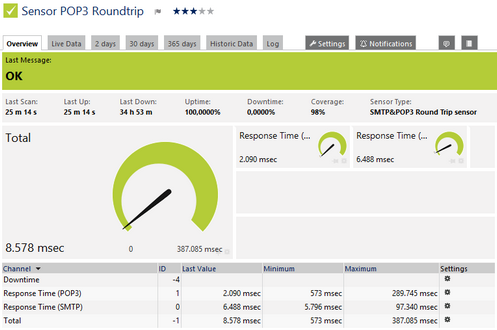 Sensor POP3 Roundtrip
Overview Live Data 2 days 30 days 365 days Historic Data Log Settings Notifications
Last Message:
OK
Last Scan: Last Up: Last Down: Uptime: Downtime: Coverage: Sensor Type:
25 m 14 s 25 m 14 s 34 h 53 m 100,0000% 0,0000% 98% SMTP&POP3 Round Trip sensor
Total
8.578 msec
0 387.085 msec
Response Time (...
2.090 msec
Response Time (...
6.488 msec
Channel ID Last Value Minimum Maximum Settings
Downtime -4
Response Time (POP3) 1 2.090 msec 573 msec 289.745 msec
Response Time (SMTP) 0 6.488 msec 5.796 msec 97.340 msec
Total -1 8.578 msec 573 msec 387.085 msec